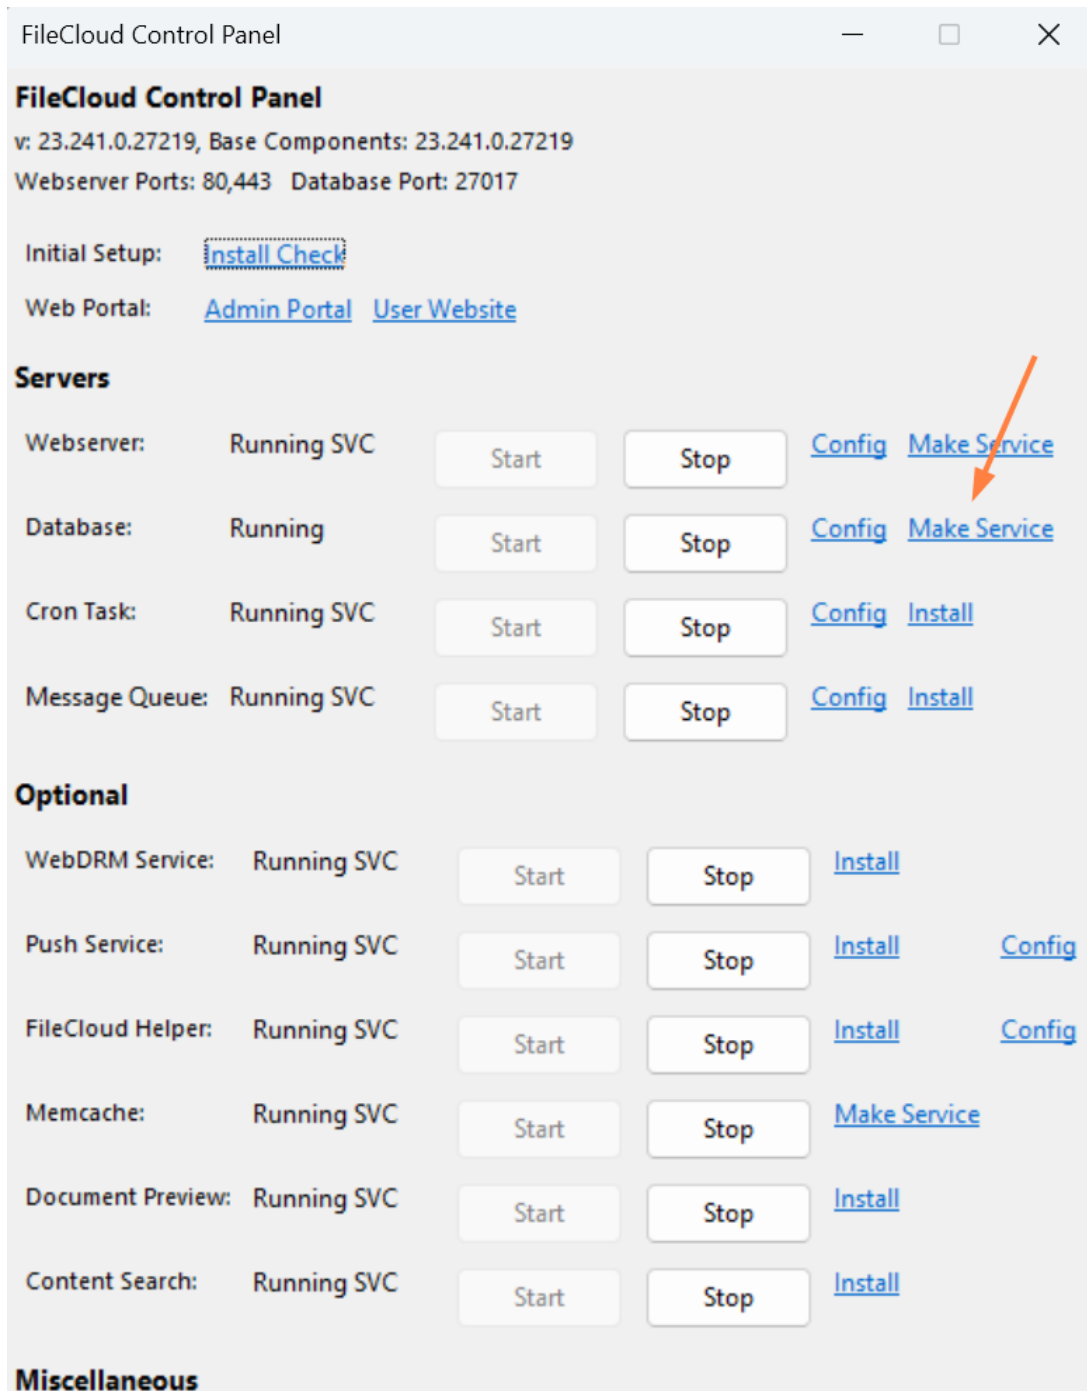 FileCloud Control Panel
FileCloud Control Panel
v: 23.241.0.27219, Base Components: 23.241.0.27219
Webserver Ports: 80,443 Database Port: 27017
Initial Setup: Install Check
Web Portal: Admin Portal User Website
Servers
Webserver: Running SVC Start Stop Config Make Service
Database: Running Start Stop Config Make Service
Cron Task: Running SVC Start Stop Config Install
Message Queue: Running SVC Start Stop Config Install
Optional
WebDRM Service: Running SVC Start Stop Install
Push Service: Running SVC Start Stop Install Config
FileCloud Helper: Running SVC Start Stop Install Config
Memcache: Running SVC Start Stop Make Service
Document Preview: Running SVC Start Stop Install
Content Search: Running SVC Start Stop Install
Miscellaneous